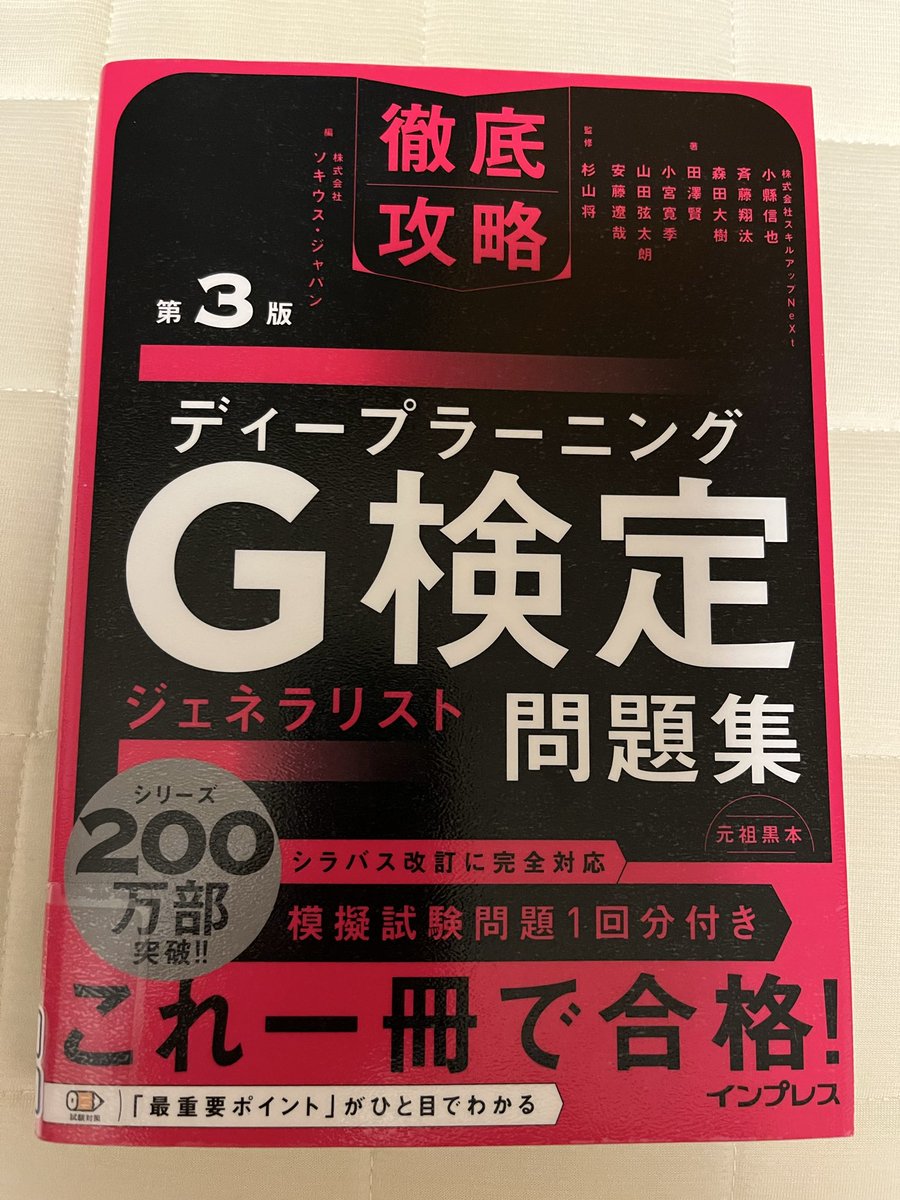 徹底
攻略
株式会社スキルアップNeXt
小縣信也
斉藤翔汰
森田大樹
著
田澤賢
小宮寛季
山田弦太朗
安藤遼哉
監修
杉山将
編
株式会社
ソキウス・ジャパン
第3版
ディープラーニング
G検定
ジェネラリスト
問題集
元祖黒本
シリーズ
200
万部
突破!!
シラバス改訂に完全対応
模擬試験問題1回分付き
これ一冊で合格!
試験対策
「最重要ポイント」がひと目でわかる
インプレス